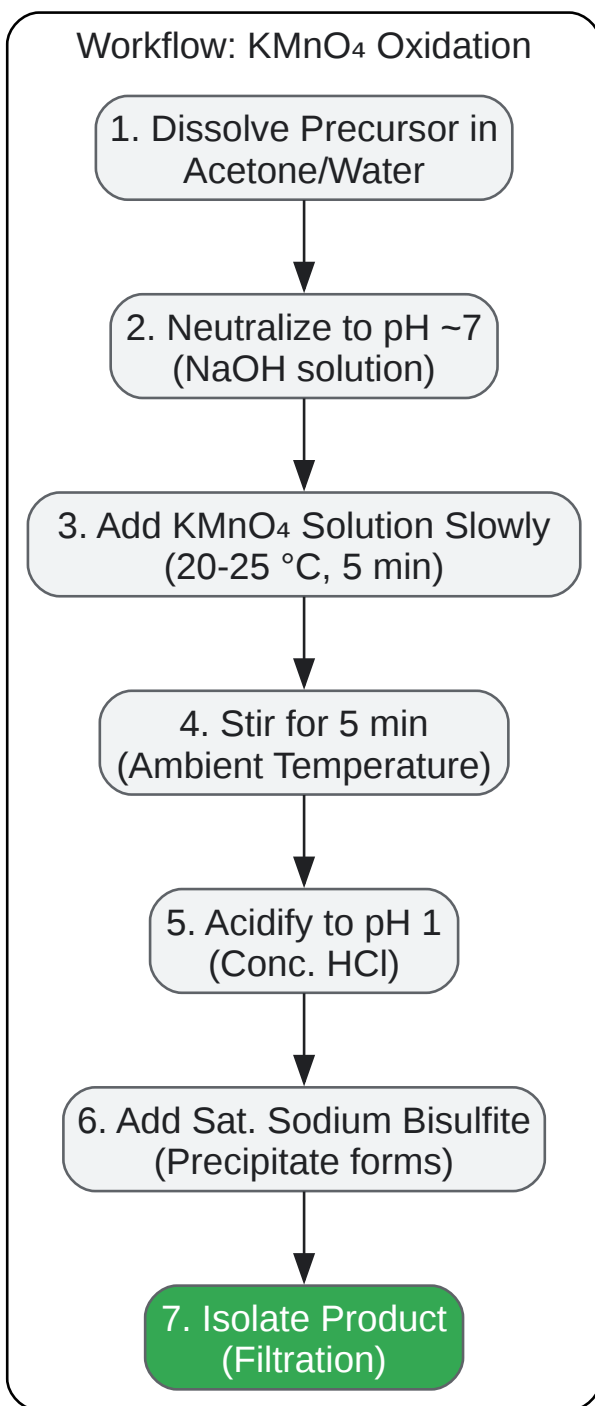 Workflow: KMnO₄ Oxidation
1. Dissolve Precursor in
Acetone/Water
2. Neutralize to pH ~7
(NaOH solution)
3. Add KMnO₄ Solution Slowly
(20-25 °C, 5 min)
4. Stir for 5 min
(Ambient Temperature)
5. Acidify to pH 1
(Conc. HCl)
6. Add Sat. Sodium Bisulfite
(Precipitate forms)
7. Isolate Product
(Filtration)